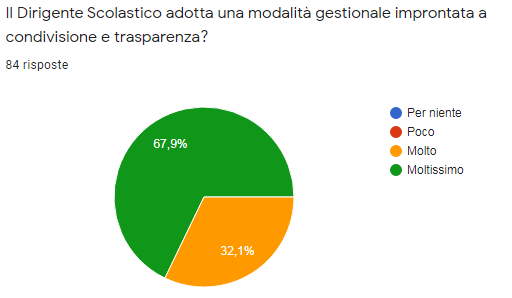 Il Dirigente Scolastico adotta una modalità gestionale improntata a
condivisione e trasparenza?
84 risposte
Per niente
Poco
Molto
Moltissimo
67,9%
32,1%